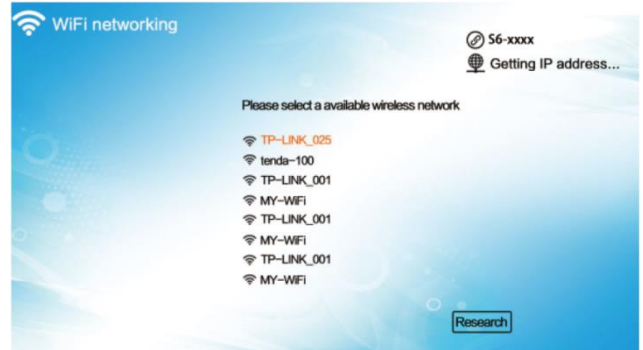 WiFi networking
S6-xxxx
Getting IP address...
Please select a available wireless network
TP-LINK_025
tenda-100
TP-LINK_001
MY-WiFi
TP-LINK_001
MY-WiFi
TP-LINK_001
MY-WiFi
Research